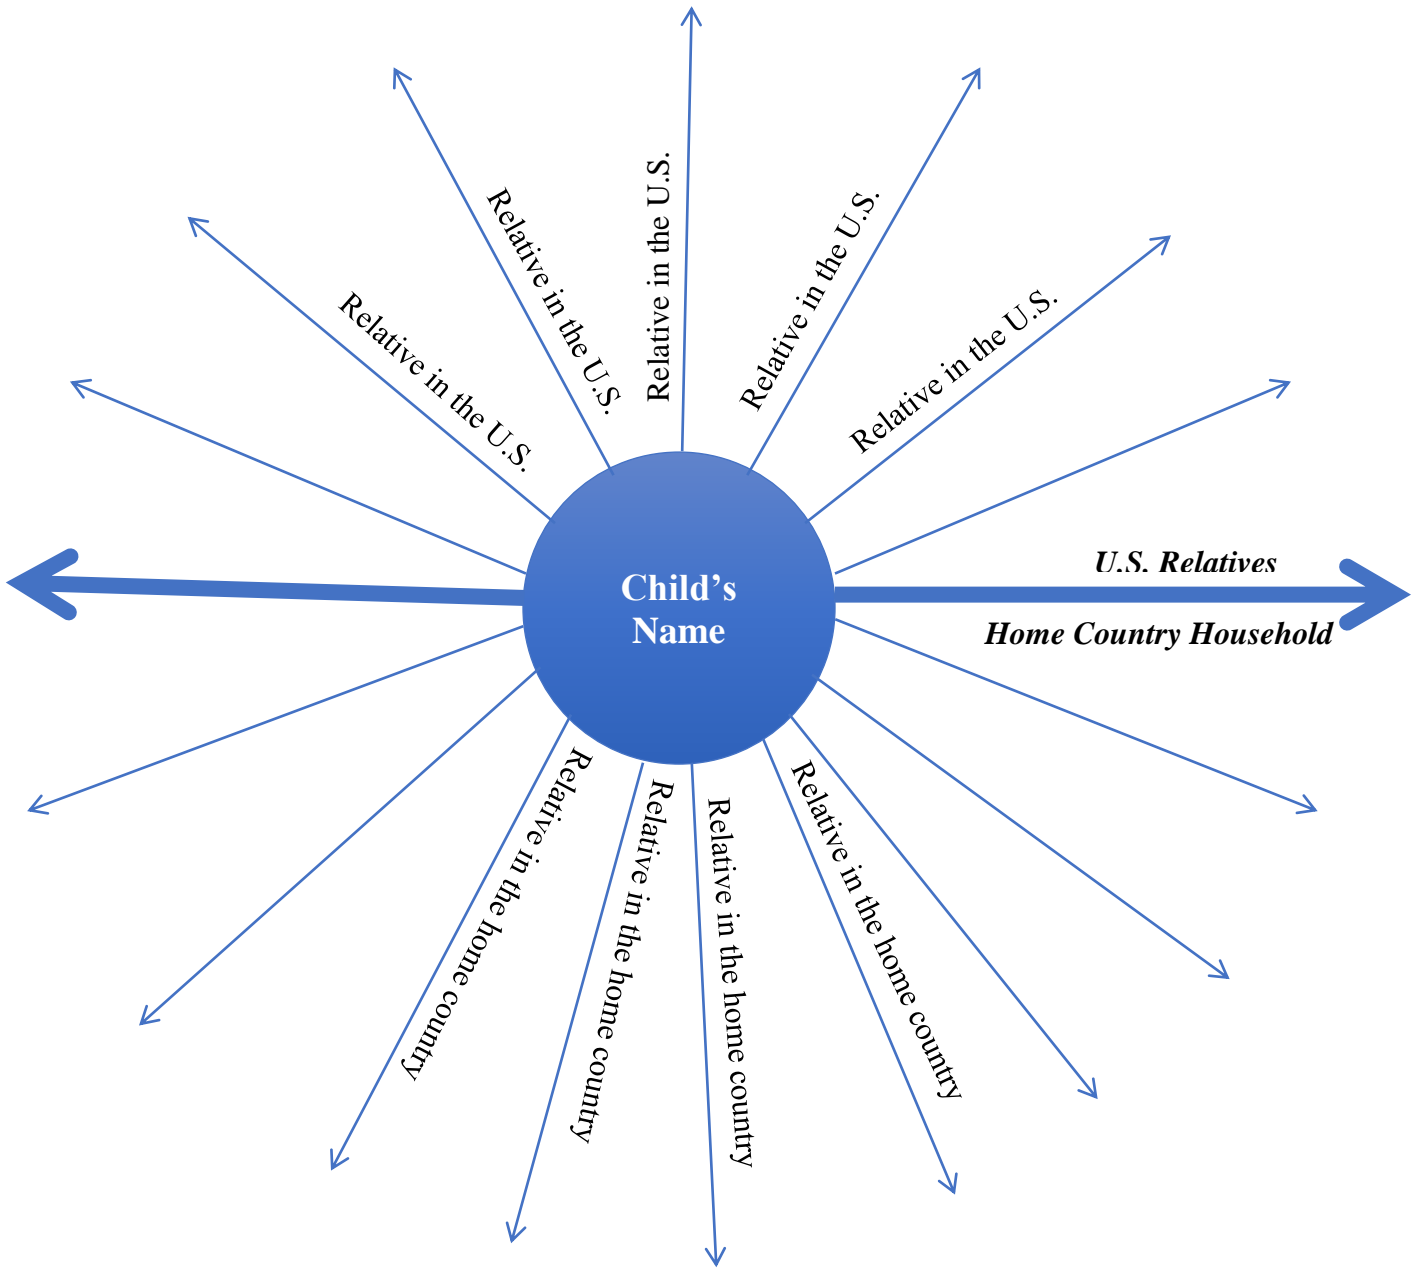 Relative in the U.S.
Relative in the U.S.
Relative in the U.S.
Relative in the U.S.
Relative in the U.S.
U.S. Relatives
Child’s
Name
Home Country Household
Relative in the home country
Relative in the home country
Relative in the home country
Relative in the home country